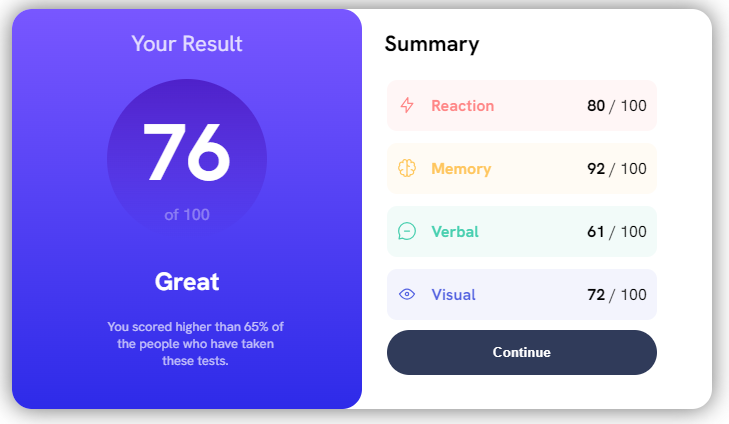 Your Result
76
of 100
Great
You scored higher than 65% of
the people who have taken
these tests.
Summary
Reaction 80 / 100
Memory 92 / 100
Verbal 61 / 100
Visual 72 / 100
Continue